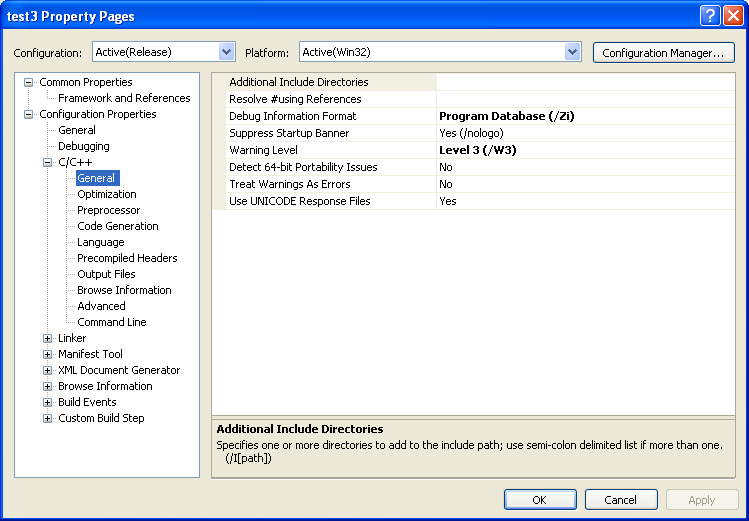 test3 Property Pages
Configuration: Active(Release) Platform: Active(Win32) Configuration Manager...
Common Properties
Framework and References
Configuration Properties
General
Debugging
C/C++
General
Optimization
Preprocessor
Code Generation
Language
Precompiled Headers
Output Files
Browse Information
Advanced
Command Line
Linker
Manifest Tool
XML Document Generator
Browse Information
Build Events
Custom Build Step
Additional Include Directories
Resolve #using References
Debug Information Format Program Database (/Zi)
Suppress Startup Banner Yes (/nologo)
Warning Level Level 3 (/W3)
Detect 64-bit Portability Issues No
Treat Warnings As Errors No
Use UNICODE Response Files Yes
Additional Include Directories
Specifies one or more directories to add to the include path; use semi-colon delimited list if more than one.
(/I[path])
OK Cancel Apply